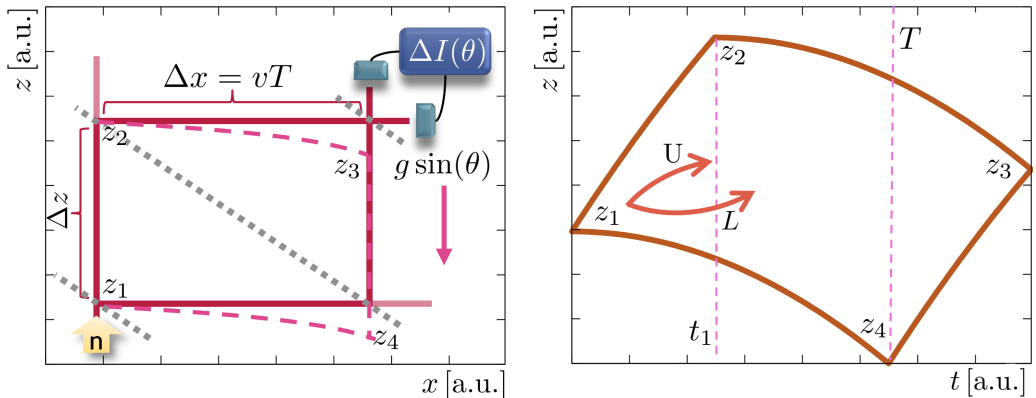 z [a.u.]
ΔI(θ)
Δx = vT
z₂
z₃
g sin(θ)
Δz
z₁
z₄
n
x [a.u.]
z [a.u.]
T
z₂
z₃
U
z₁
L
z₄
t₁
t [a.u.]